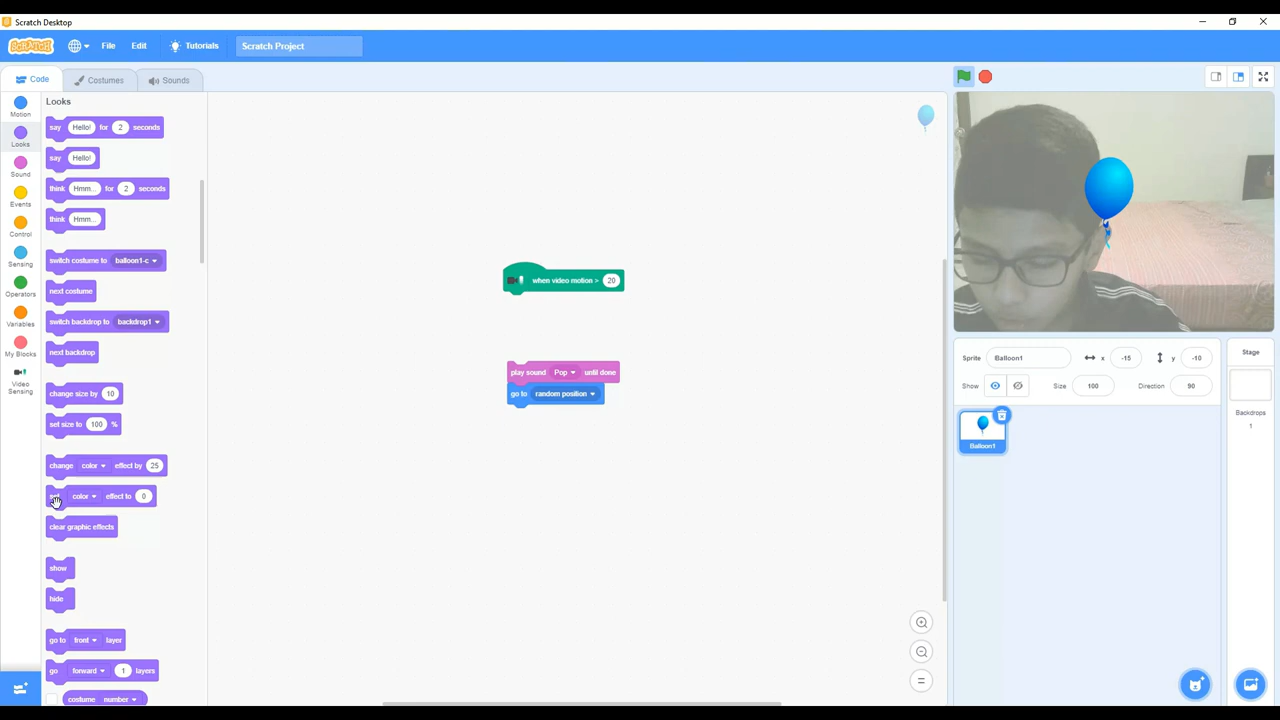 Scratch Desktop
SCRATCH File Edit Tutorials Scratch Project
Code Costumes Sounds
Motion
Looks
Sound
Events
Control
Sensing
Operators
Variables
My Blocks
Video
Sensing
Looks
say Hello! for 2 seconds
say Hello!
think Hmm... for 2 seconds
think Hmm...
switch costume to balloon1-c
next costume
switch backdrop to backdrop1
next backdrop
change size by 10
set size to 100 %
change color effect by 25
color effect to 0
clear graphic effects
show
hide
go to front layer
go forward 1 layers
costume number
when video motion > 20
play sound Pop until done
go to random position
Sprite Balloon1 x -15 y -10
Show Size 100 Direction 90
Balloon1
Stage
Backdrops
1